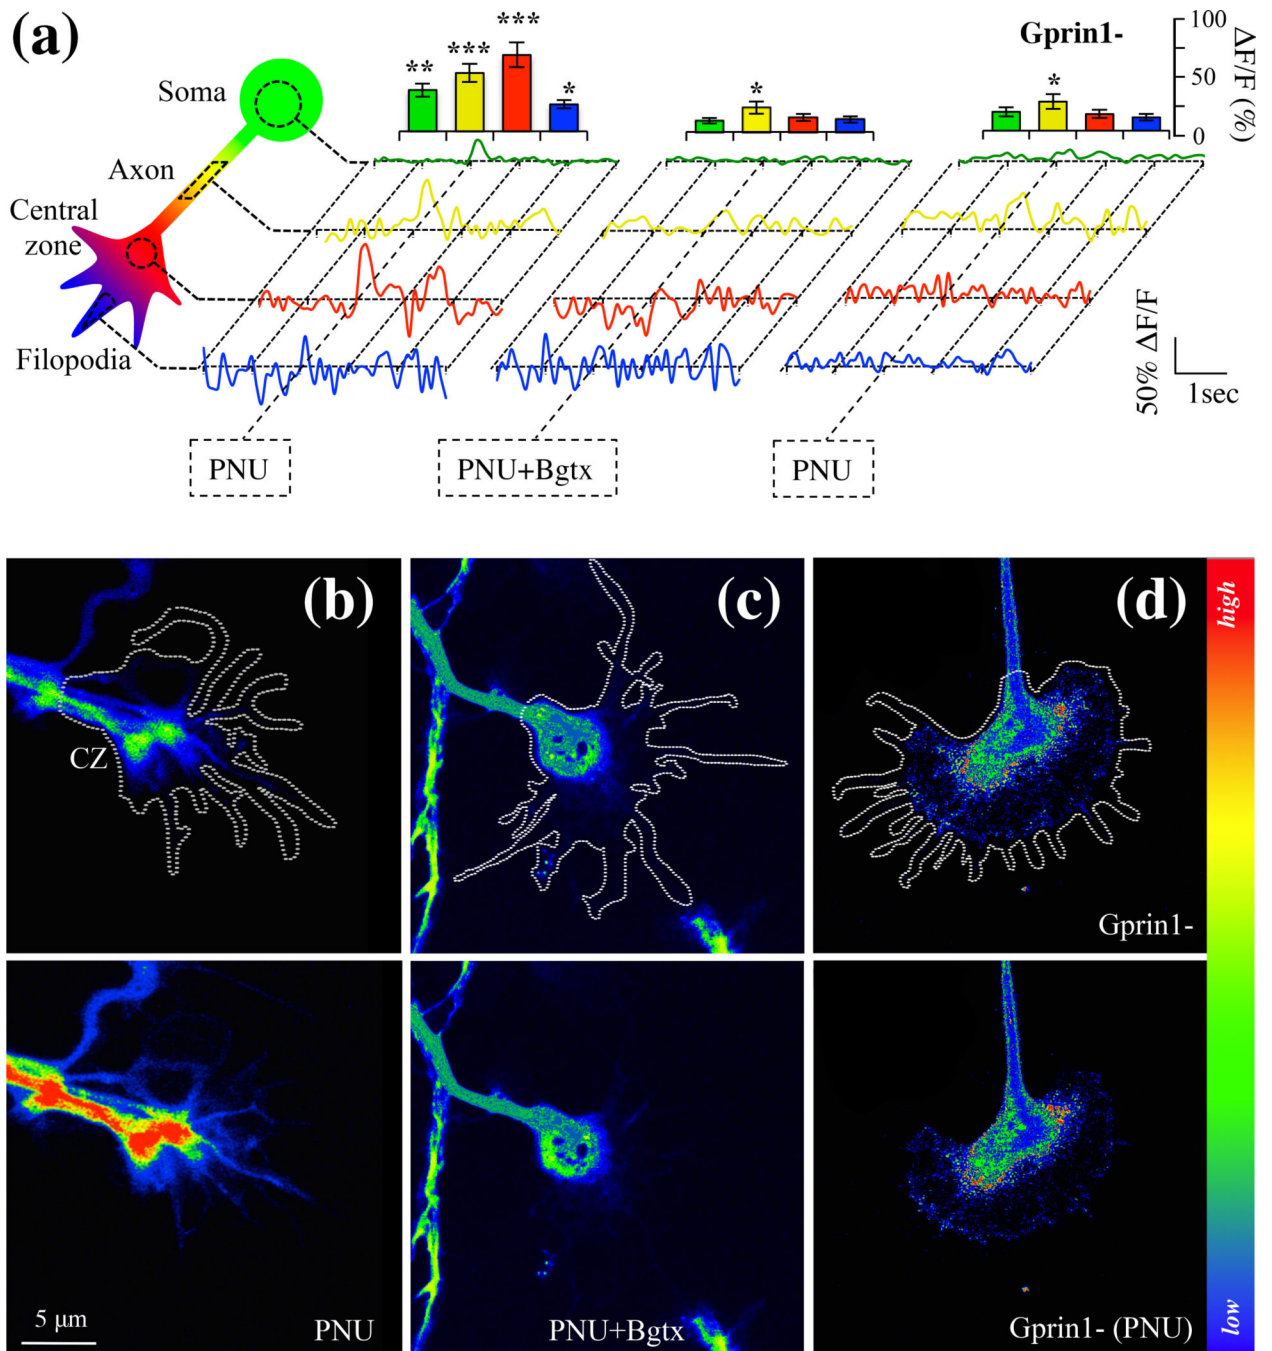 (a)
Soma
Axon
Central
zone
Filopodia
** *** *** *
*
Gprin1-
*
100
50
0
ΔF/F (%)
50% ΔF/F
1sec
PNU
PNU+Bgtx
PNU
(b)
CZ
(c)
(d)
Gprin1-
high
low
5 μm
PNU
PNU+Bgtx
Gprin1- (PNU)